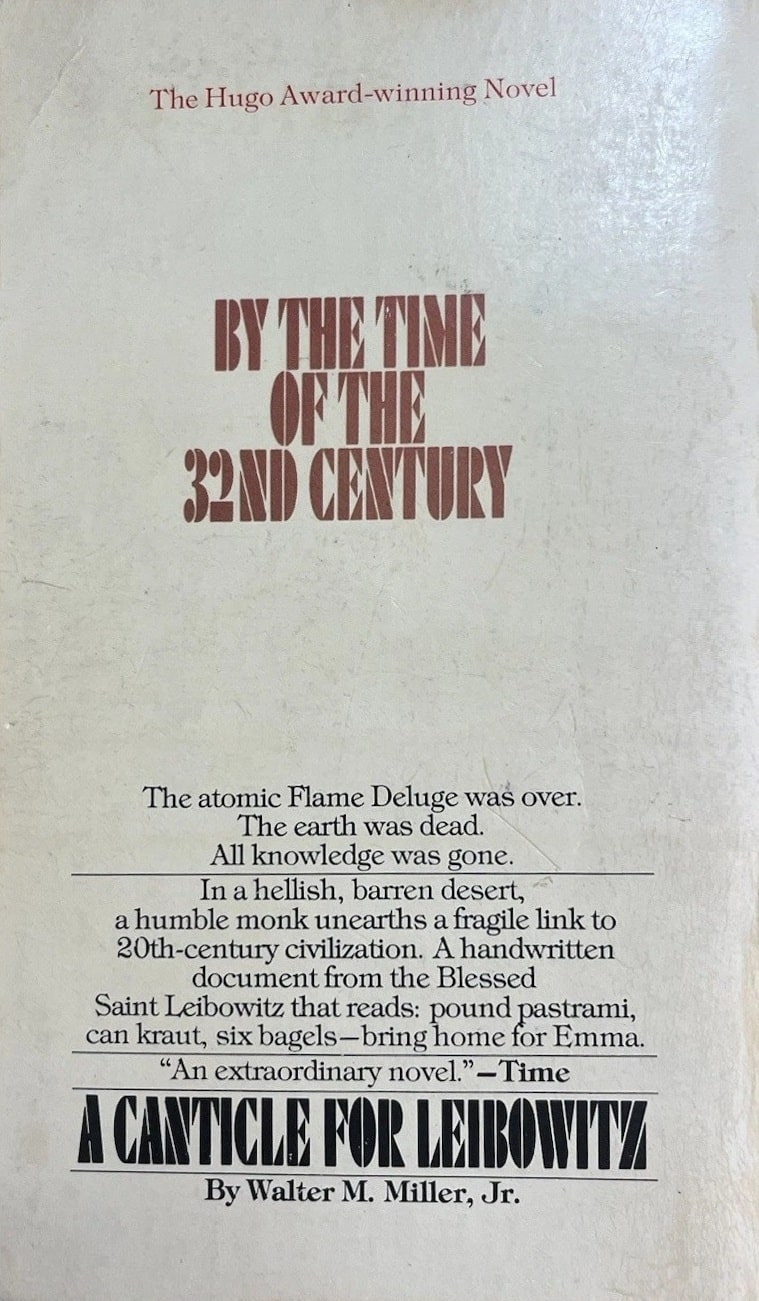 The Hugo Award-winning Novel
BY THE TIME
OF THE
32ND CENTURY
The atomic Flame Deluge was over.
The earth was dead.
All knowledge was gone.
In a hellish, barren desert,
a humble monk unearths a fragile link to
20th-century civilization. A handwritten
document from the Blessed
Saint Leibowitz that reads: pound pastrami,
can kraut, six bagels—bring home for Emma.
“An extraordinary novel.”—Time
A CANTICLE FOR LEIBOWITZ
By Walter M. Miller, Jr.